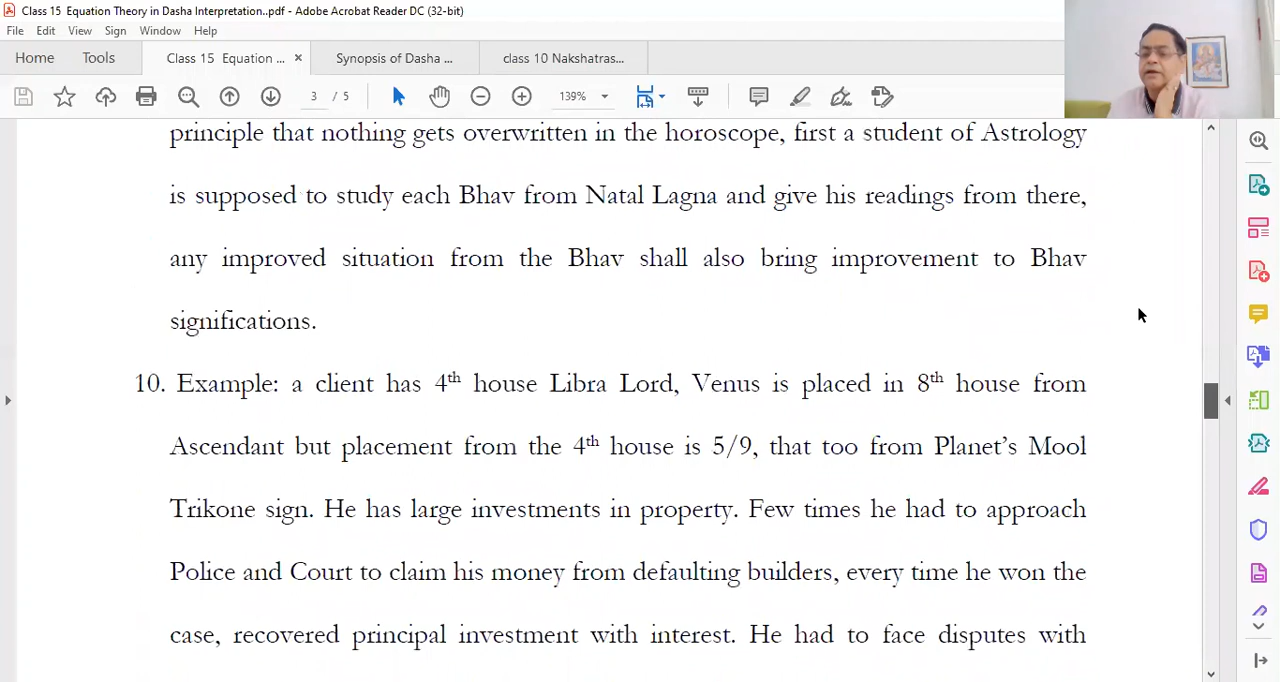 Class 15 Equation Theory in Dasha Interpretation..pdf - Adobe Acrobat Reader DC (32-bit)
File Edit View Sign Window Help
Home Tools Class 15 Equation ... × Synopsis of Dasha ... class 10 Nakshatras...
3 / 5 139%
principle that nothing gets overwritten in the horoscope, first a student of Astrology
is supposed to study each Bhav from Natal Lagna and give his readings from there,
any improved situation from the Bhav shall also bring improvement to Bhav
significations.
10. Example: a client has 4th house Libra Lord, Venus is placed in 8th house from
Ascendant but placement from the 4th house is 5/9, that too from Planet's Mool
Trikone sign. He has large investments in property. Few times he had to approach
Police and Court to claim his money from defaulting builders, every time he won the
case, recovered principal investment with interest. He had to face disputes with